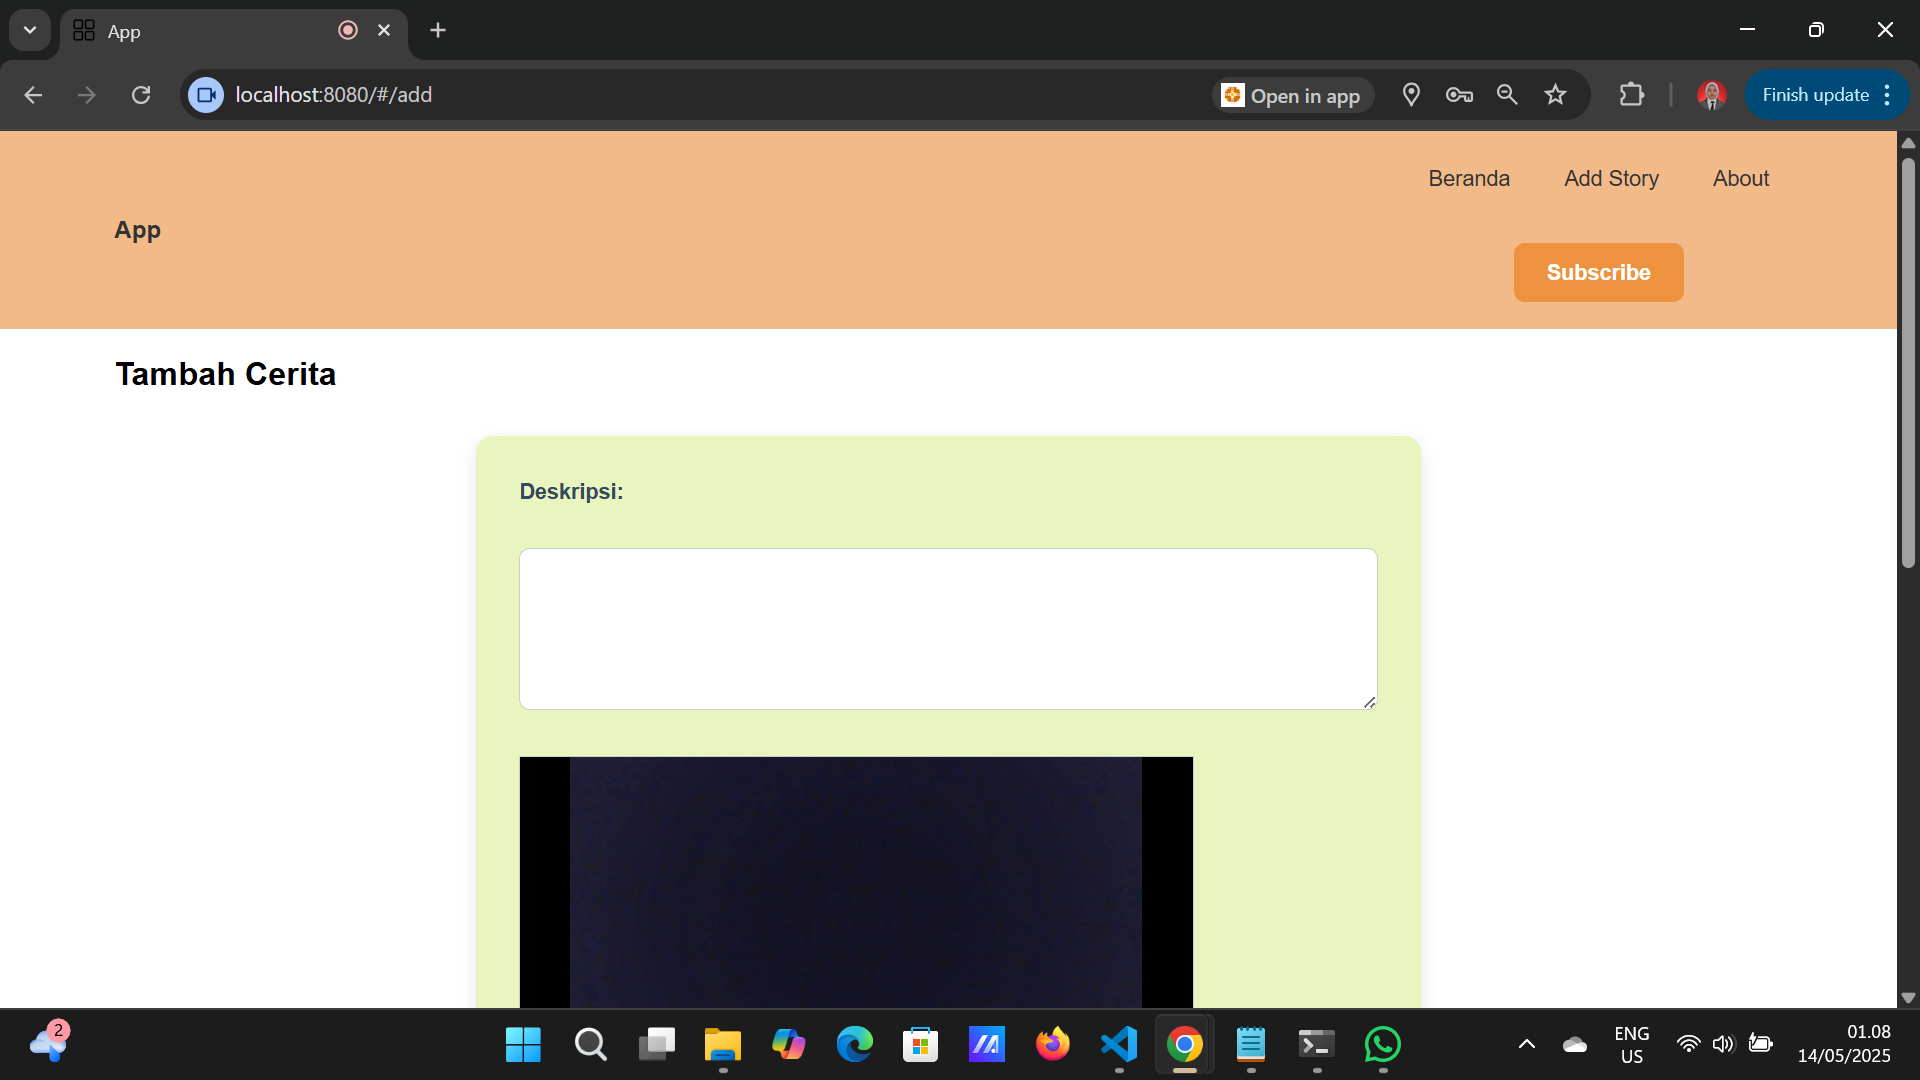 App
localhost:8080/#/add
Open in app
Finish update
Beranda
Add Story
About
App
Subscribe
Tambah Cerita
Deskripsi:
2
ENG
US
01.08
14/05/2025